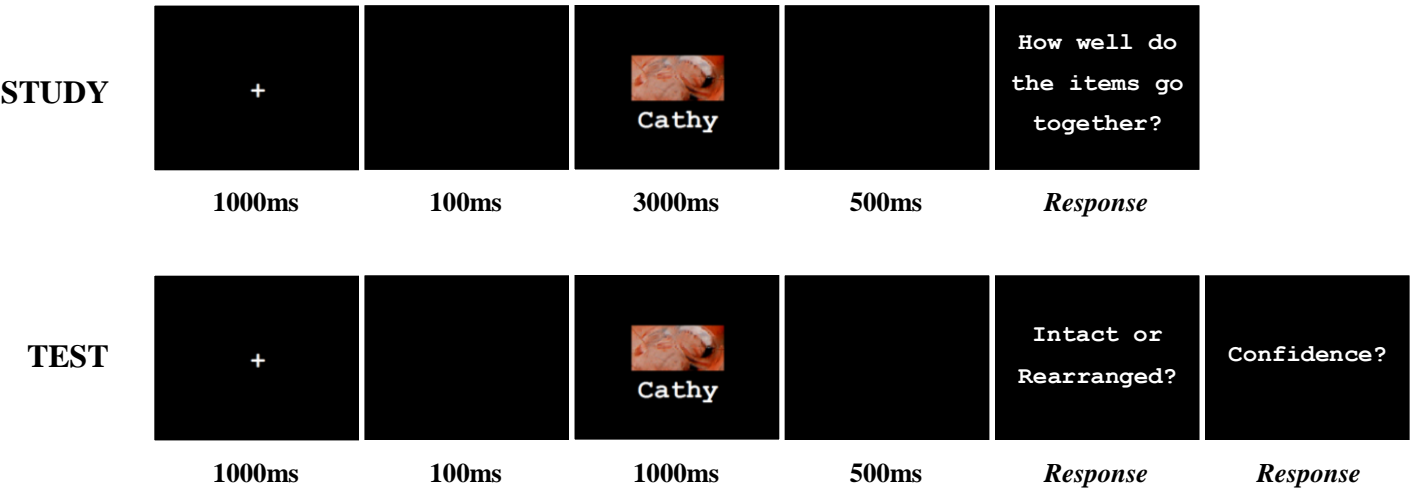 STUDY
+
Cathy
How well do
the items go
together?
1000ms 100ms 3000ms 500ms Response
TEST
+
Cathy
Intact or
Rearranged?
Confidence?
1000ms 100ms 1000ms 500ms Response Response